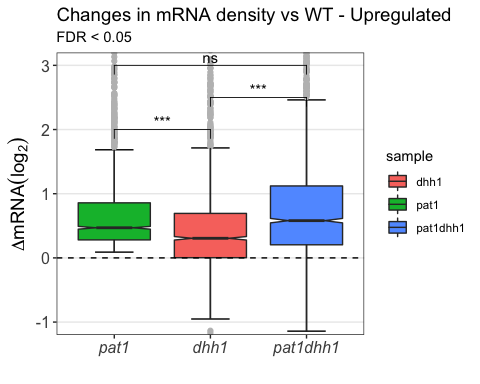 Changes in mRNA density vs WT - Upregulated
FDR < 0.05
ΔmRNA(log₂)
3
2
1
0
-1
ns
***
***
pat1
dhh1
pat1dhh1
sample
dhh1
pat1
pat1dhh1